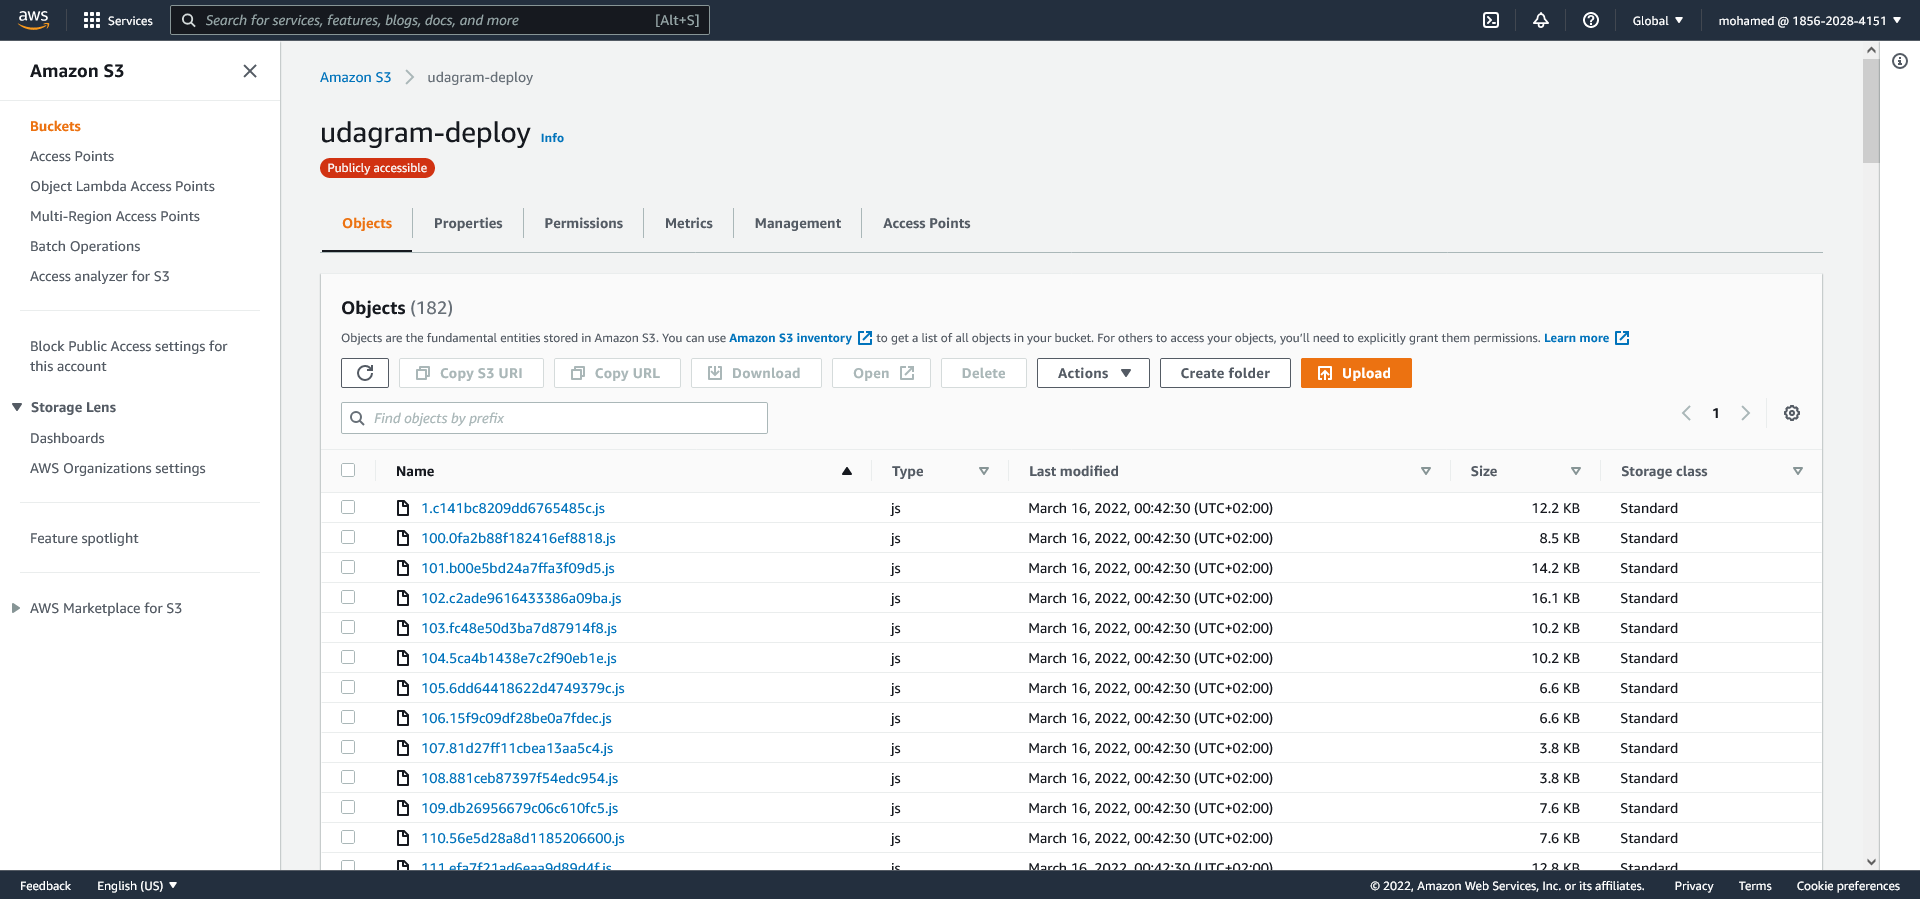 aws Services Search for services, features, blogs, docs, and more [Alt+S] Global mohamed @ 1856-2028-4151
Amazon S3
Buckets
Access Points
Object Lambda Access Points
Multi-Region Access Points
Batch Operations
Access analyzer for S3
Block Public Access settings for
this account
Storage Lens
Dashboards
AWS Organizations settings
Feature spotlight
AWS Marketplace for S3
Amazon S3 udagram-deploy
udagram-deploy Info
Publicly accessible
Objects Properties Permissions Metrics Management Access Points
Objects (182)
Objects are the fundamental entities stored in Amazon S3. You can use Amazon S3 inventory to get a list of all objects in your bucket. For others to access your objects, you'll need to explicitly grant them permissions. Learn more
Copy S3 URI Copy URL Download Open Delete Actions Create folder Upload
Find objects by prefix 1
Name Type Last modified Size Storage class
1.c141bc8209dd6765485c.js js March 16, 2022, 00:42:30 (UTC+02:00) 12.2 KB Standard
100.0fa2b88f182416ef8818.js js March 16, 2022, 00:42:30 (UTC+02:00) 8.5 KB Standard
101.b00e5bd24a7ffa3f09d5.js js March 16, 2022, 00:42:30 (UTC+02:00) 14.2 KB Standard
102.c2ade9616433386a09ba.js js March 16, 2022, 00:42:30 (UTC+02:00) 16.1 KB Standard
103.fc48e50d3ba7d87914f8.js js March 16, 2022, 00:42:30 (UTC+02:00) 10.2 KB Standard
104.5ca4b1438e7c2f90eb1e.js js March 16, 2022, 00:42:30 (UTC+02:00) 10.2 KB Standard
105.6dd64418622d4749379c.js js March 16, 2022, 00:42:30 (UTC+02:00) 6.6 KB Standard
106.15f9c09df28be0a7fdec.js js March 16, 2022, 00:42:30 (UTC+02:00) 6.6 KB Standard
107.81d27ff11cbea13aa5c4.js js March 16, 2022, 00:42:30 (UTC+02:00) 3.8 KB Standard
108.881ceb87397f54edc954.js js March 16, 2022, 00:42:30 (UTC+02:00) 3.8 KB Standard
109.db26956679c06c610fc5.js js March 16, 2022, 00:42:30 (UTC+02:00) 7.6 KB Standard
110.56e5d28a8d1185206600.js js March 16, 2022, 00:42:30 (UTC+02:00) 7.6 KB Standard
111.efa7f21ad6eaa9d89d4f.js js March 16, 2022, 00:42:30 (UTC+02:00) 12.8 KB Standard
Feedback English (US) © 2022, Amazon Web Services, Inc. or its affiliates. Privacy Terms Cookie preferences